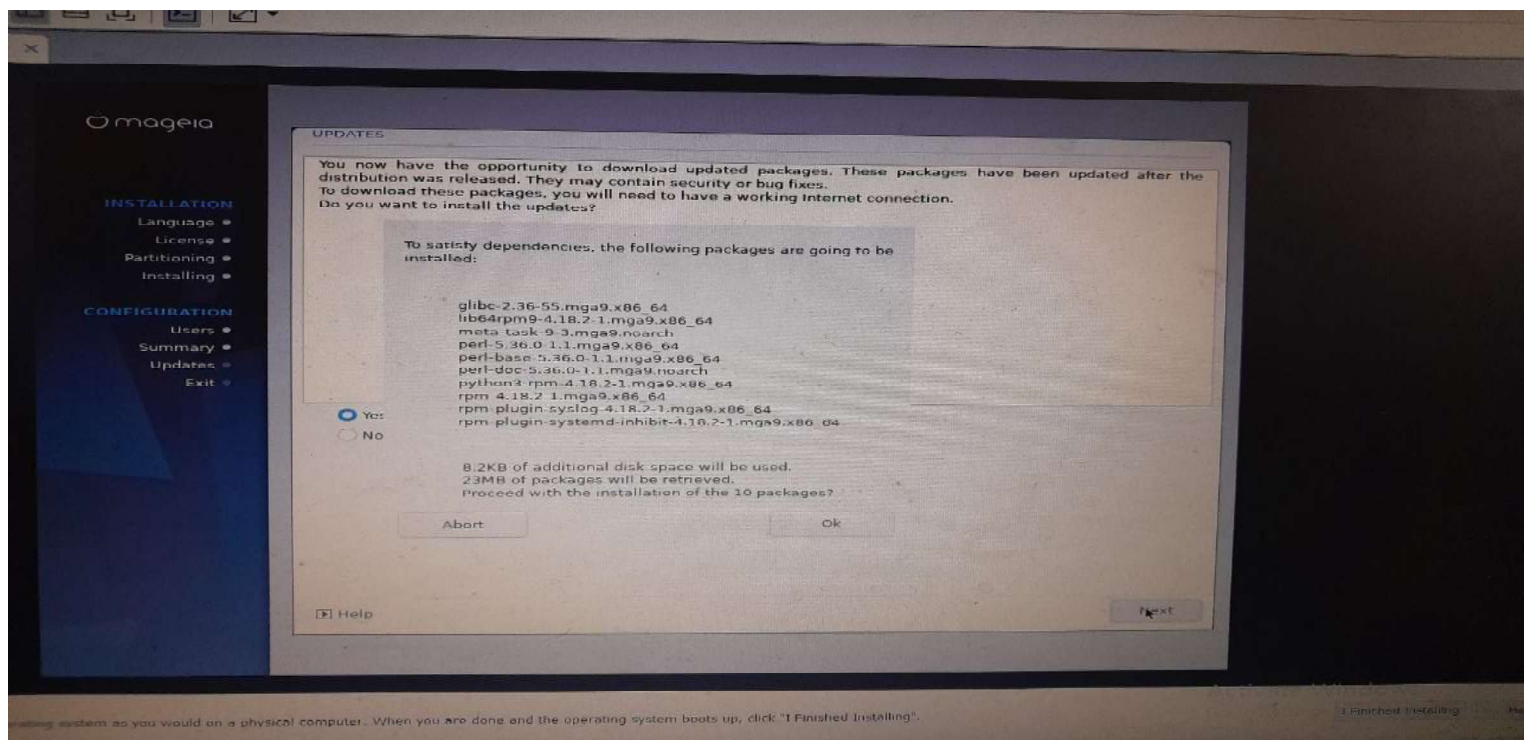 mageia
INSTALLATION
Language
License
Partitioning
Installing
CONFIGURATION
Users
Summary
Updates
Exit
UPDATES
You now have the opportunity to download updated packages. These packages have been updated after the
distribution was released. They may contain security or bug fixes.
To download these packages, you will need to have a working Internet connection.
Do you want to install the updates?
To satisfy dependencies, the following packages are going to be
installed:
glibc-2.36-55.mga9.x86_64
lib64rpm9-4.18.2-1.mga9.x86_64
meta-task-9-3.mga9.noarch
perl-5.36.0-1.1.mga9.x86_64
perl-base-5.36.0-1.1.mga9.x86_64
perl-doc-5.36.0-1.1.mga9.noarch
python3-rpm-4.18.2-1.mga9.x86_64
rpm-4.18.2-1.mga9.x86_64
rpm-plugin-syslog-4.18.2-1.mga9.x86_64
rpm-plugin-systemd-inhibit-4.18.2-1.mga9.x86_64
Yes
No
8.2KB of additional disk space will be used.
23MB of packages will be retrieved.
Proceed with the installation of the 10 packages?
Abort
Ok
Help
Next
system as you would on a physical computer. When you are done and the operating system boots up, click "I Finished Installing".
I Finished Installing